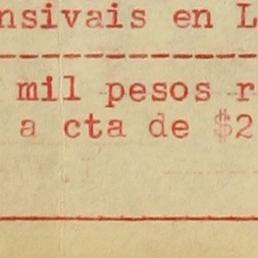 nsivais en L
mil pesos r
a cta de $2